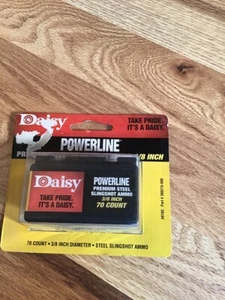 Daisy
TAKE PRIDE.
IT'S A DAISY.
POWERLINE
3/8 INCH
Daisy
TAKE PRIDE.
IT'S A DAISY.
POWERLINE
PREMIUM STEEL
SLINGSHOT AMMO
3/8 INCH
70 COUNT
70 COUNT • 3/8 INCH DIAMETER • STEEL SLINGSHOT AMMO